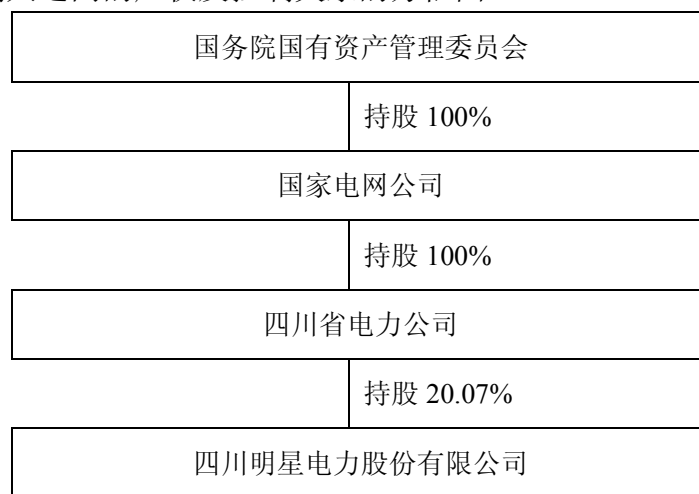 国务院国有资产管理委员会
持股 100%
国家电网公司
持股 100%
四川省电力公司
持股 20.07%
四川明星电力股份有限公司